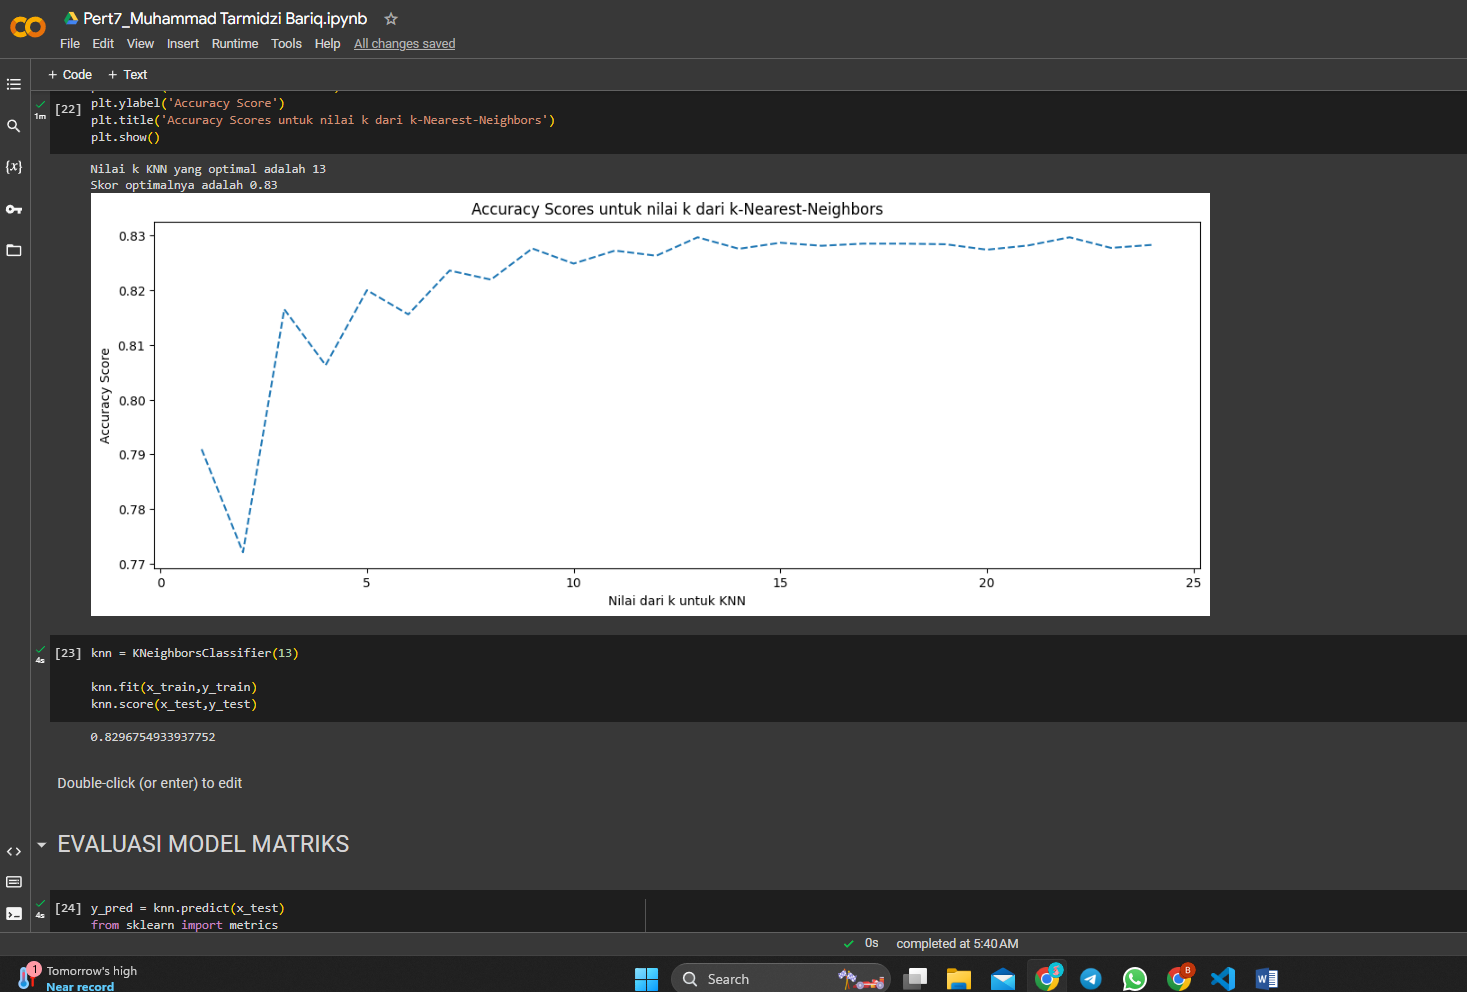 Pert7_Muhammad Tarmidzi Bariq.ipynb
File Edit View Insert Runtime Tools Help All changes saved
+ Code + Text
1m
[22]
plt.ylabel('Accuracy Score')
plt.title('Accuracy Scores untuk nilai k dari k-Nearest-Neighbors')
plt.show()
{x}
Nilai k KNN yang optimal adalah 13
Skor optimalnya adalah 0.83
Accuracy Scores untuk nilai k dari k-Nearest-Neighbors
0.83
0.82
0.81
0.80
0.79
0.78
0.77
Accuracy Score
0 5 10 15 20 25
Nilai dari k untuk KNN
4s
[23] knn = KNeighborsClassifier(13)
knn.fit(x_train,y_train)
knn.score(x_test,y_test)
0.8296754933937752
Double-click (or enter) to edit
EVALUASI MODEL MATRIKS
4s
[24] y_pred = knn.predict(x_test)
from sklearn import metrics
0s completed at 5:40 AM
1
Tomorrow's high
Near record
Search
B
W